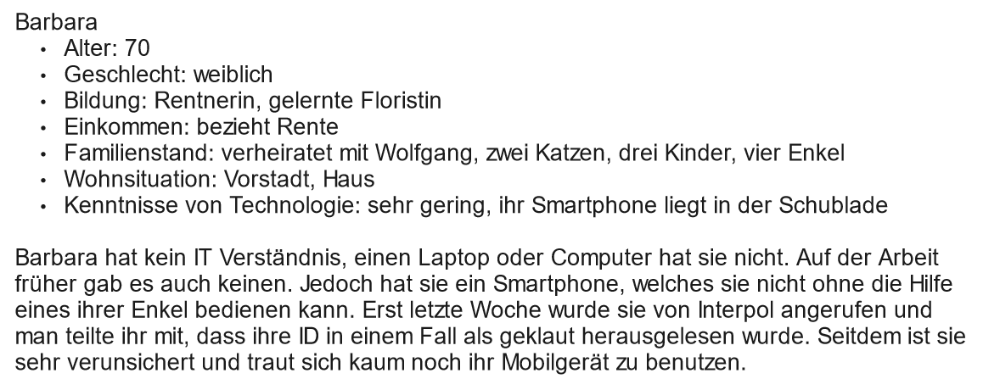 Barbara
• Alter: 70
• Geschlecht: weiblich
• Bildung: Rentnerin, gelernte Floristin
• Einkommen: bezieht Rente
• Familienstand: verheiratet mit Wolfgang, zwei Katzen, drei Kinder, vier Enkel
• Wohnsituation: Vorstadt, Haus
• Kenntnisse von Technologie: sehr gering, ihr Smartphone liegt in der Schublade
Barbara hat kein IT Verständnis, einen Laptop oder Computer hat sie nicht. Auf der Arbeit
früher gab es auch keinen. Jedoch hat sie ein Smartphone, welches sie nicht ohne die Hilfe
eines ihrer Enkel bedienen kann. Erst letzte Woche wurde sie von Interpol angerufen und
man teilte ihr mit, dass ihre ID in einem Fall als geklaut herausgelesen wurde. Seitdem ist sie
sehr verunsichert und traut sich kaum noch ihr Mobilgerät zu benutzen.